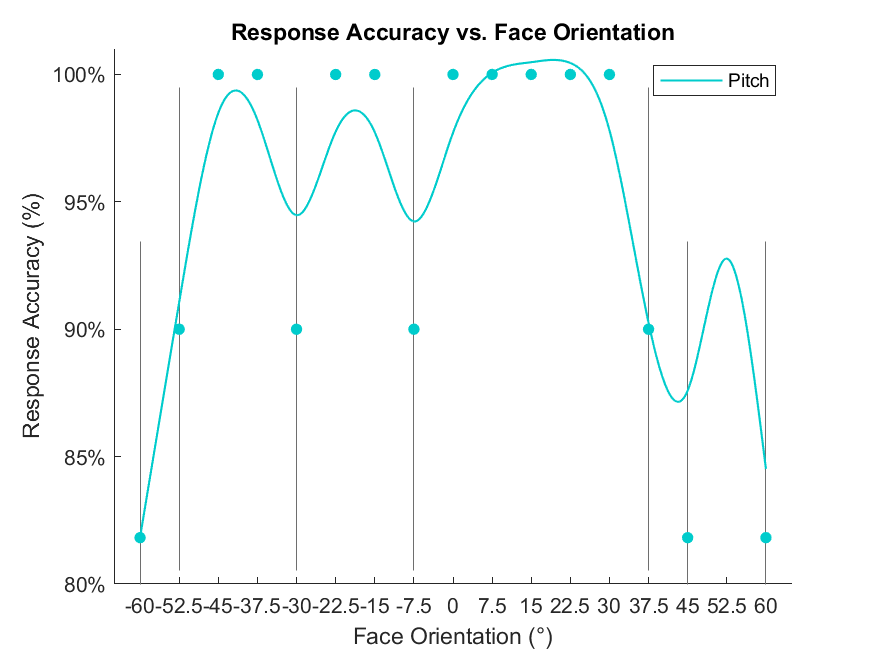 Response Accuracy vs. Face Orientation
Pitch
100%
95%
90%
85%
80%
Response Accuracy (%)
-60 -52.5 -45 -37.5 -30 -22.5 -15 -7.5 0 7.5 15 22.5 30 37.5 45 52.5 60
Face Orientation (°)